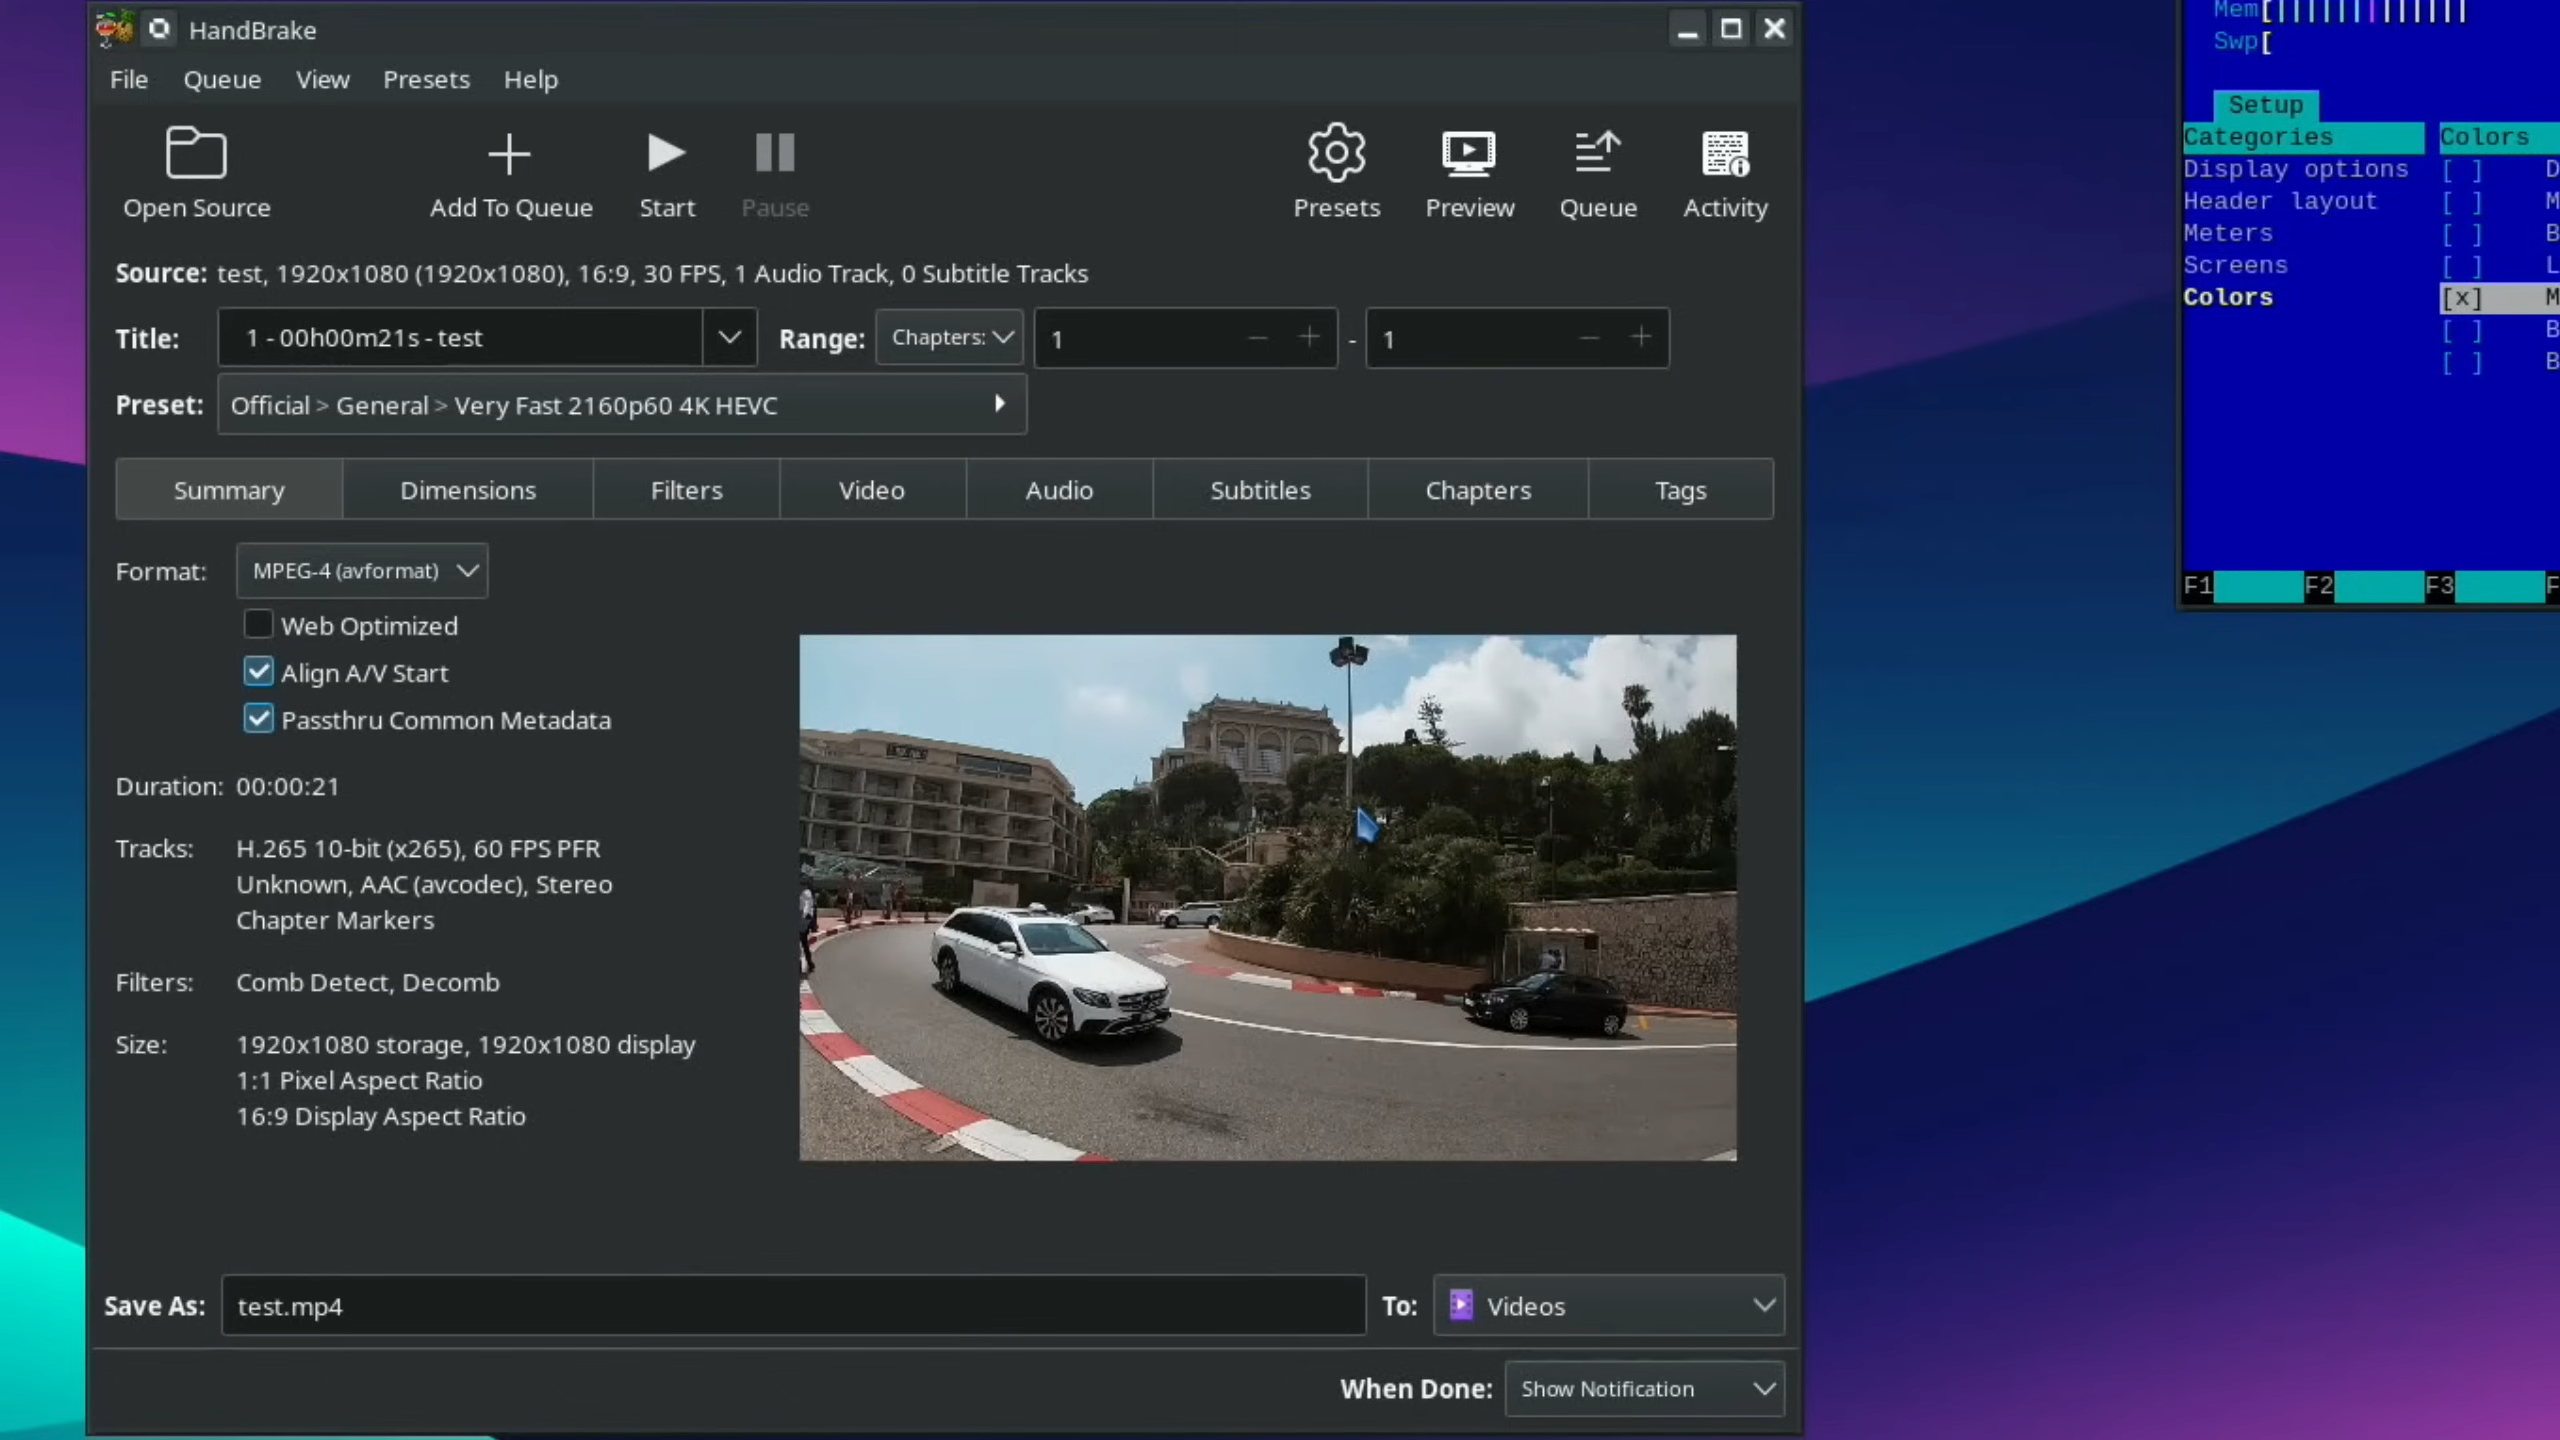 HandBrake
File Queue View Presets Help
Open Source Add To Queue Start Pause Presets Preview Queue Activity
Source: test, 1920x1080 (1920x1080), 16:9, 30 FPS, 1 Audio Track, 0 Subtitle Tracks
Title: 1 - 00h00m21s - test Range: Chapters: 1 - 1
Preset: Official > General > Very Fast 2160p60 4K HEVC
Summary Dimensions Filters Video Audio Subtitles Chapters Tags
Format: MPEG-4 (avformat)
Web Optimized
Align A/V Start
Passthru Common Metadata
Duration: 00:00:21
Tracks: H.265 10-bit (x265), 60 FPS PFR
Unknown, AAC (avcodec), Stereo
Chapter Markers
Filters: Comb Detect, Decomb
Size: 1920x1080 storage, 1920x1080 display
1:1 Pixel Aspect Ratio
16:9 Display Aspect Ratio
Save As: test.mp4 To: Videos
When Done: Show Notification
Mem[||||||||||||||
Swp[
Setup
Categories Colors
Display options [ ] D
Header layout [ ] M
Meters [ ] B
Screens [ ] L
Colors [x] M
[ ] B
[ ] B
F1 F2 F3 F